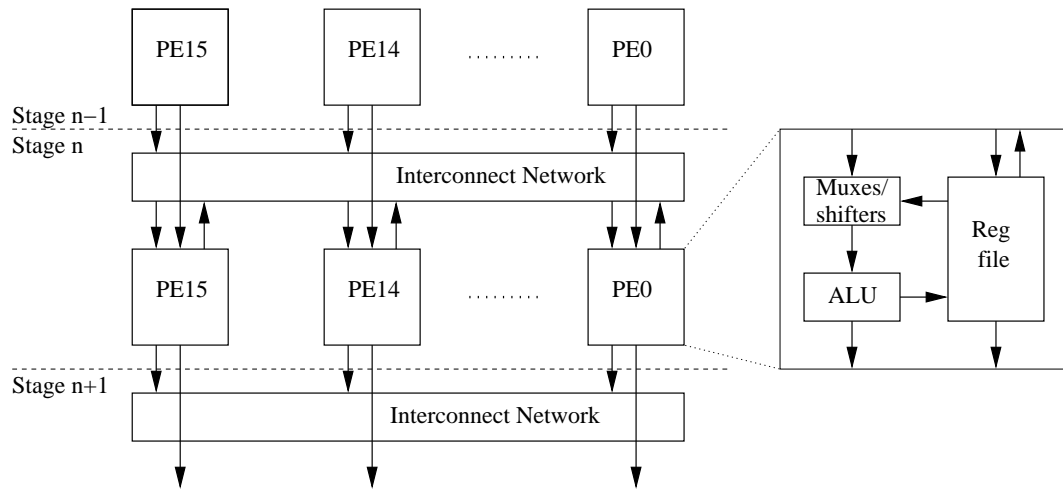 PE15 PE14 ......... PE0
Stage n−1
Stage n
Interconnect Network
PE15 PE14 ......... PE0
Stage n+1
Interconnect Network
Muxes/
shifters
Reg
file
ALU